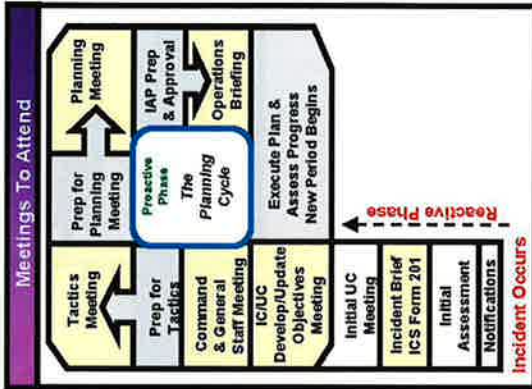 Meetings To Attend
Tactics
Meeting
Prep for
Planning
Meeting
Planning
Meeting
Prep for
Tactics
Proactive
Phase
The
Planning
Cycle
IAP Prep
& Approval
Command
& General
Staff Meeting
Operations
Briefing
IC/UC
Develop/Update
Objectives
Meeting
Execute Plan &
Assess Progress
New Period Begins
Initial UC
Meeting
Incident Brief
ICS Form 201
Initial
Assessment
Notifications
Reactive Phase
Incident Occurs